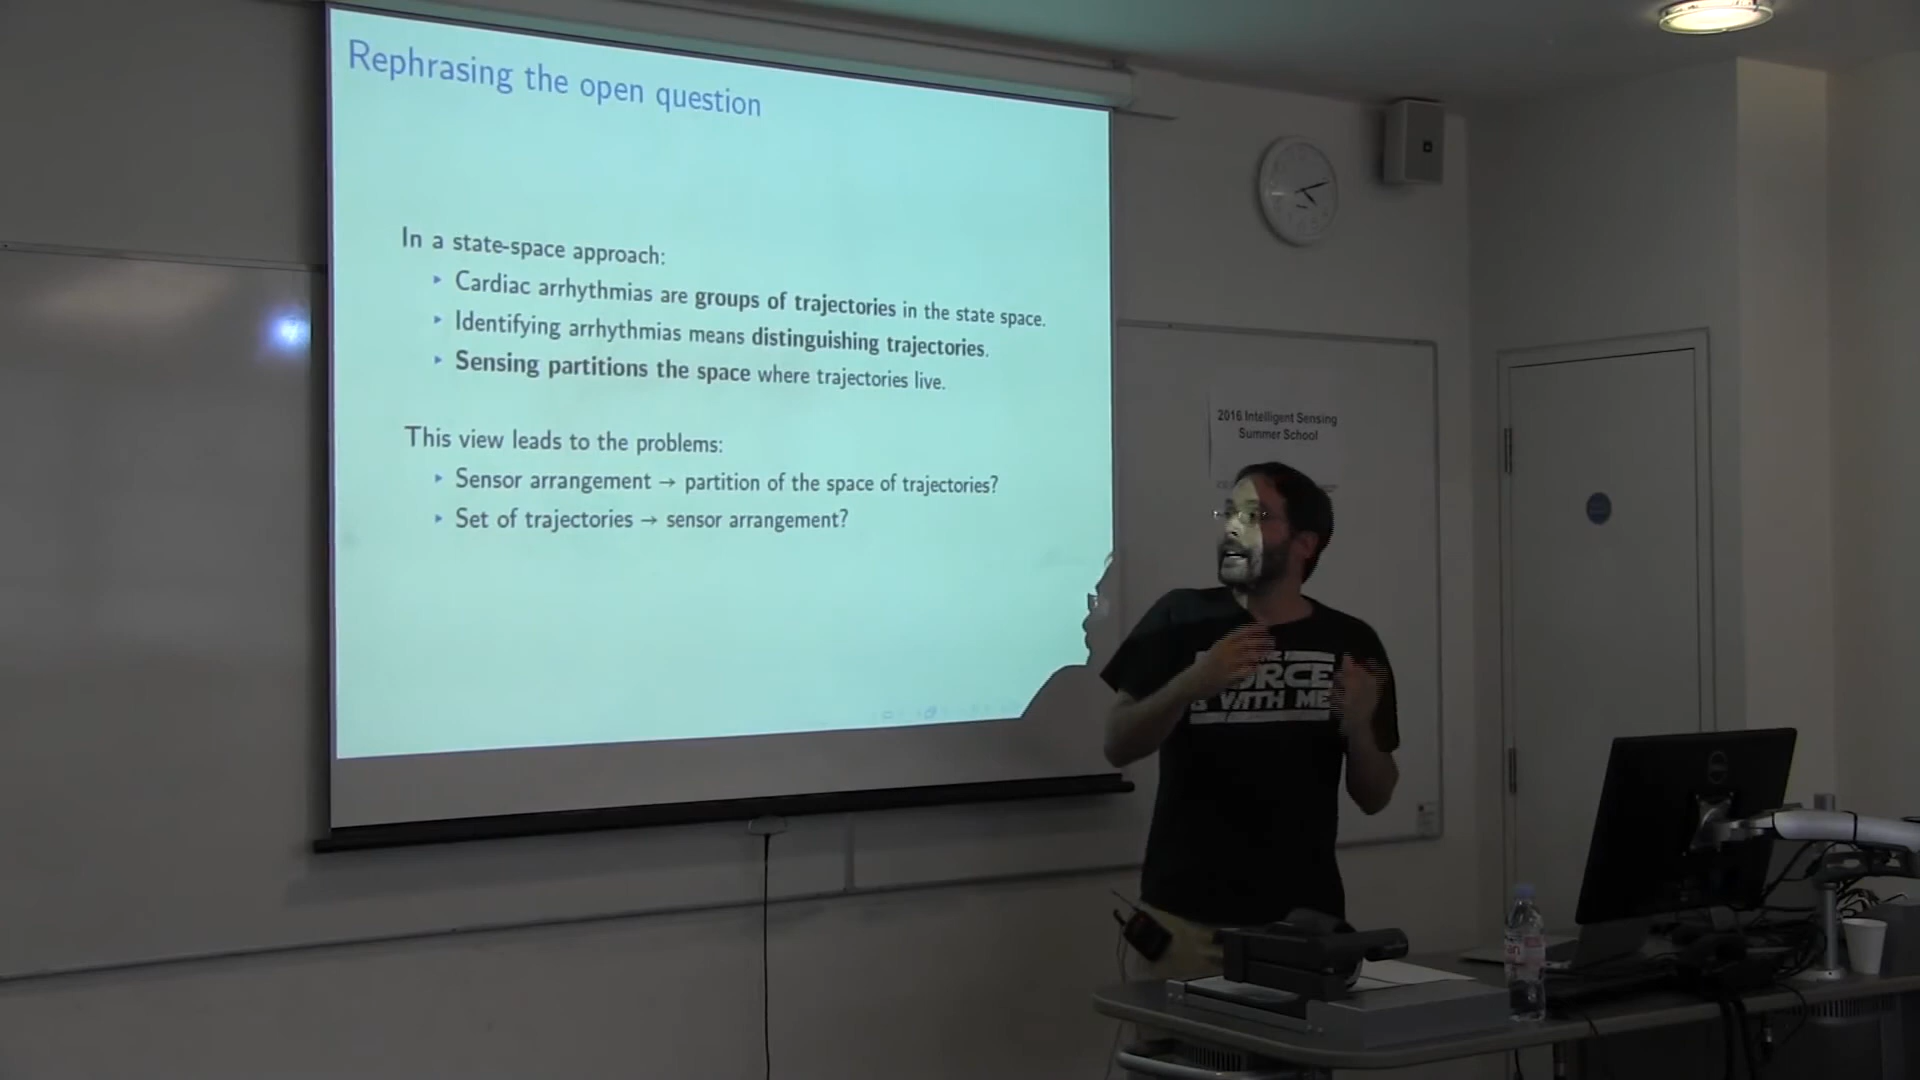 Rephrasing the open question
In a state-space approach:
‣ Cardiac arrhythmias are groups of trajectories in the state space.
‣ Identifying arrhythmias means distinguishing trajectories.
‣ Sensing partitions the space where trajectories live.
This view leads to the problems:
‣ Sensor arrangement → partition of the space of trajectories?
‣ Set of trajectories → sensor arrangement?
2016 Intelligent Sensing
Summer School
WITH ME